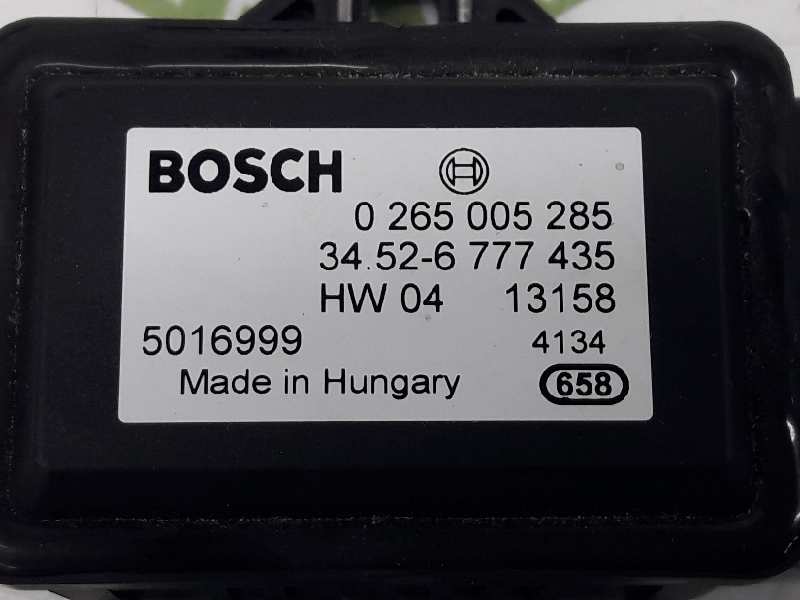 BOSCH
0 265 005 285
34.52-6 777 435
HW 04 13158
5016999 4134
Made in Hungary 658